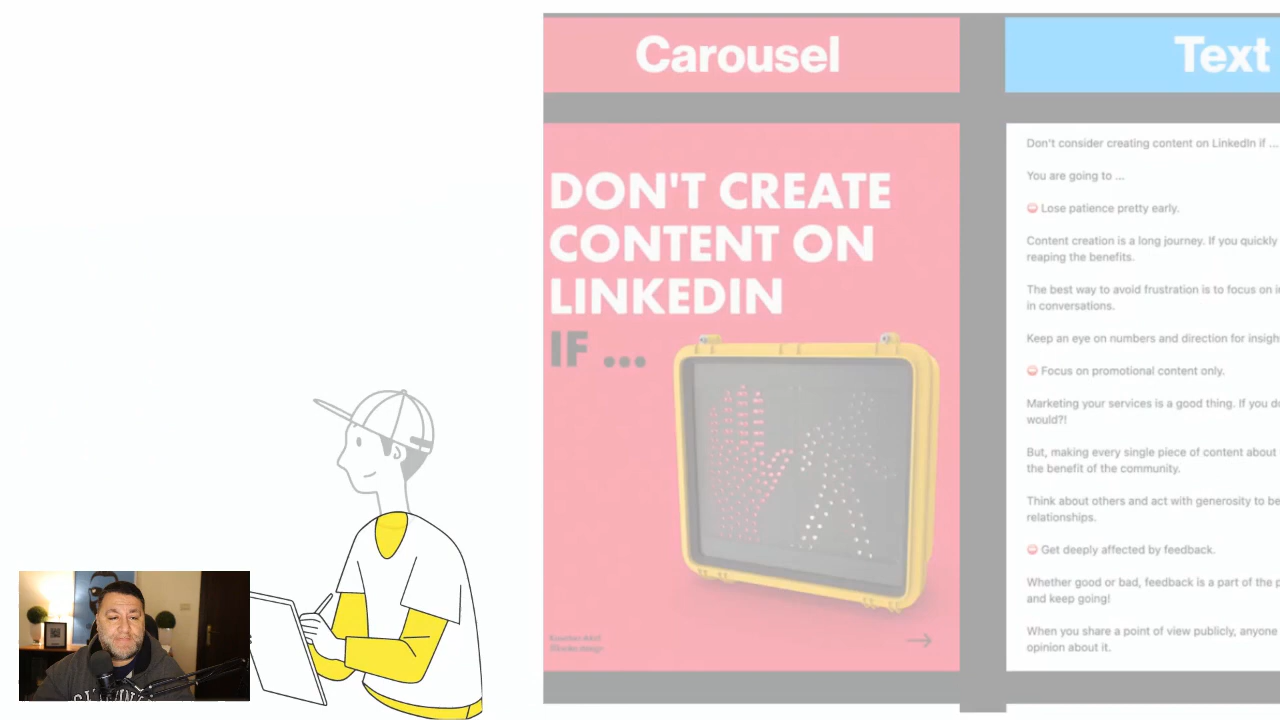 Carousel
DON'T CREATE
CONTENT ON
LINKEDIN
IF ...
Text
Don't consider creating content on LinkedIn if ...
You are going to ...
Lose patience pretty early.
Content creation is a long journey. If you quickly
reaping the benefits.
The best way to avoid frustration is to focus on
in conversations.
Keep an eye on numbers and direction for insigh
Focus on promotional content only.
Marketing your services is a good thing. If you do
would?!
But, making every single piece of content about
the benefit of the community.
Think about others and act with generosity to be
relationships.
Get deeply affected by feedback.
Whether good or bad, feedback is a part of the p
and keep going!
When you share a point of view publicly, anyone
opinion about it.